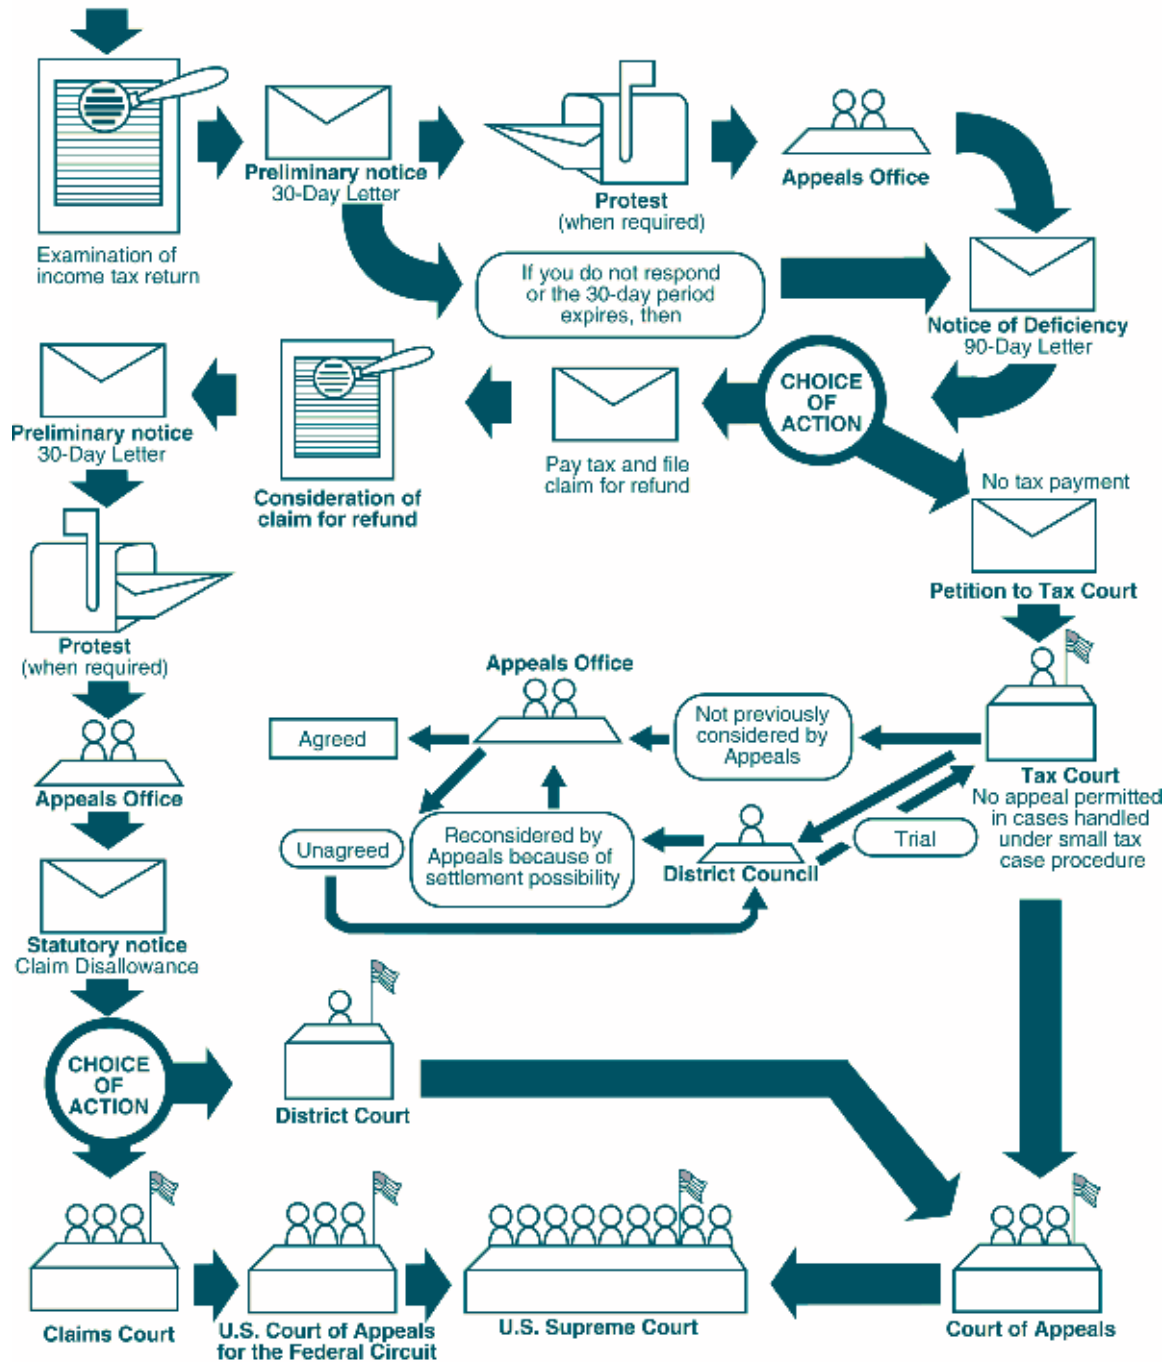 Examination of
income tax return
Preliminary notice
30-Day Letter
Protest
(when required)
Appeals Office
If you do not respond
or the 30-day period
expires, then
Notice of Deficiency
90-Day Letter
CHOICE
OF
ACTION
Pay tax and file
claim for refund
Consideration of
claim for refund
Preliminary notice
30-Day Letter
No tax payment
Petition to Tax Court
Protest
(when required)
Appeals Office
Statutory notice
Claim Disallowance
Appeals Office
Agreed
Not previously
considered by
Appeals
Tax Court
No appeal permitted
in cases handled
under small tax
case procedure
Unagreed
Reconsidered by
Appeals because of
settlement possibility
District Council
Trial
CHOICE
OF
ACTION
District Court
Claims Court
U.S. Court of Appeals
for the Federal Circuit
U.S. Supreme Court
Court of Appeals